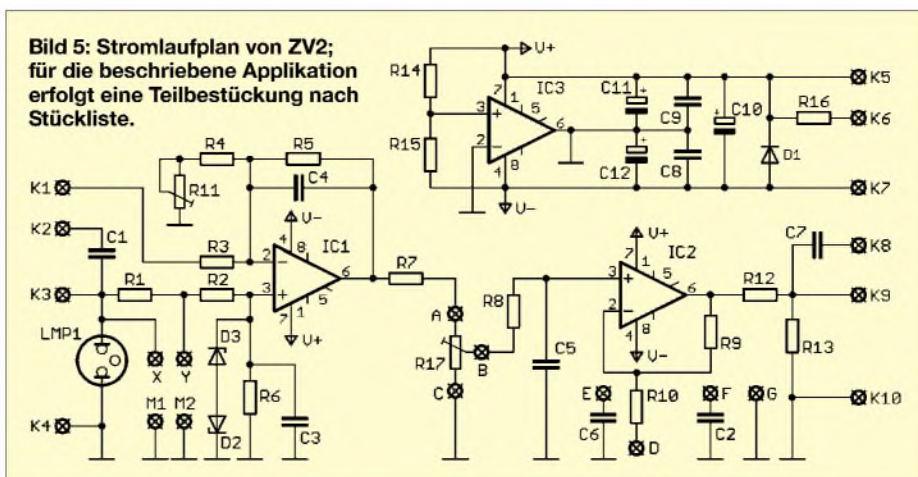 Bild 5: Stromlaufplan von ZV2;
für die beschriebene Applikation
erfolgt eine Teilbestückung nach
Stückliste.
V+
R14
IC3
C11
K5
7
1
5
3
6
2
4
8
C9
C10
R16
K6
R15
C12
C8
D1
K7
V-
R4
R5
R11
C4
K1
K2
C1
R3
V-
4
8
IC1
2
6
3
5
7
1
V+
R7
K3
R1
R2
LMP1
D3
X
Y
R6
M1
M2
D2
C3
K4
A
R8
R17
B
C
C5
V+
7
1
IC2
3
6
2
5
4
8
V-
R12
C7
K8
K9
R9
R13
E
R10
F
G
C6
D
C2
K10